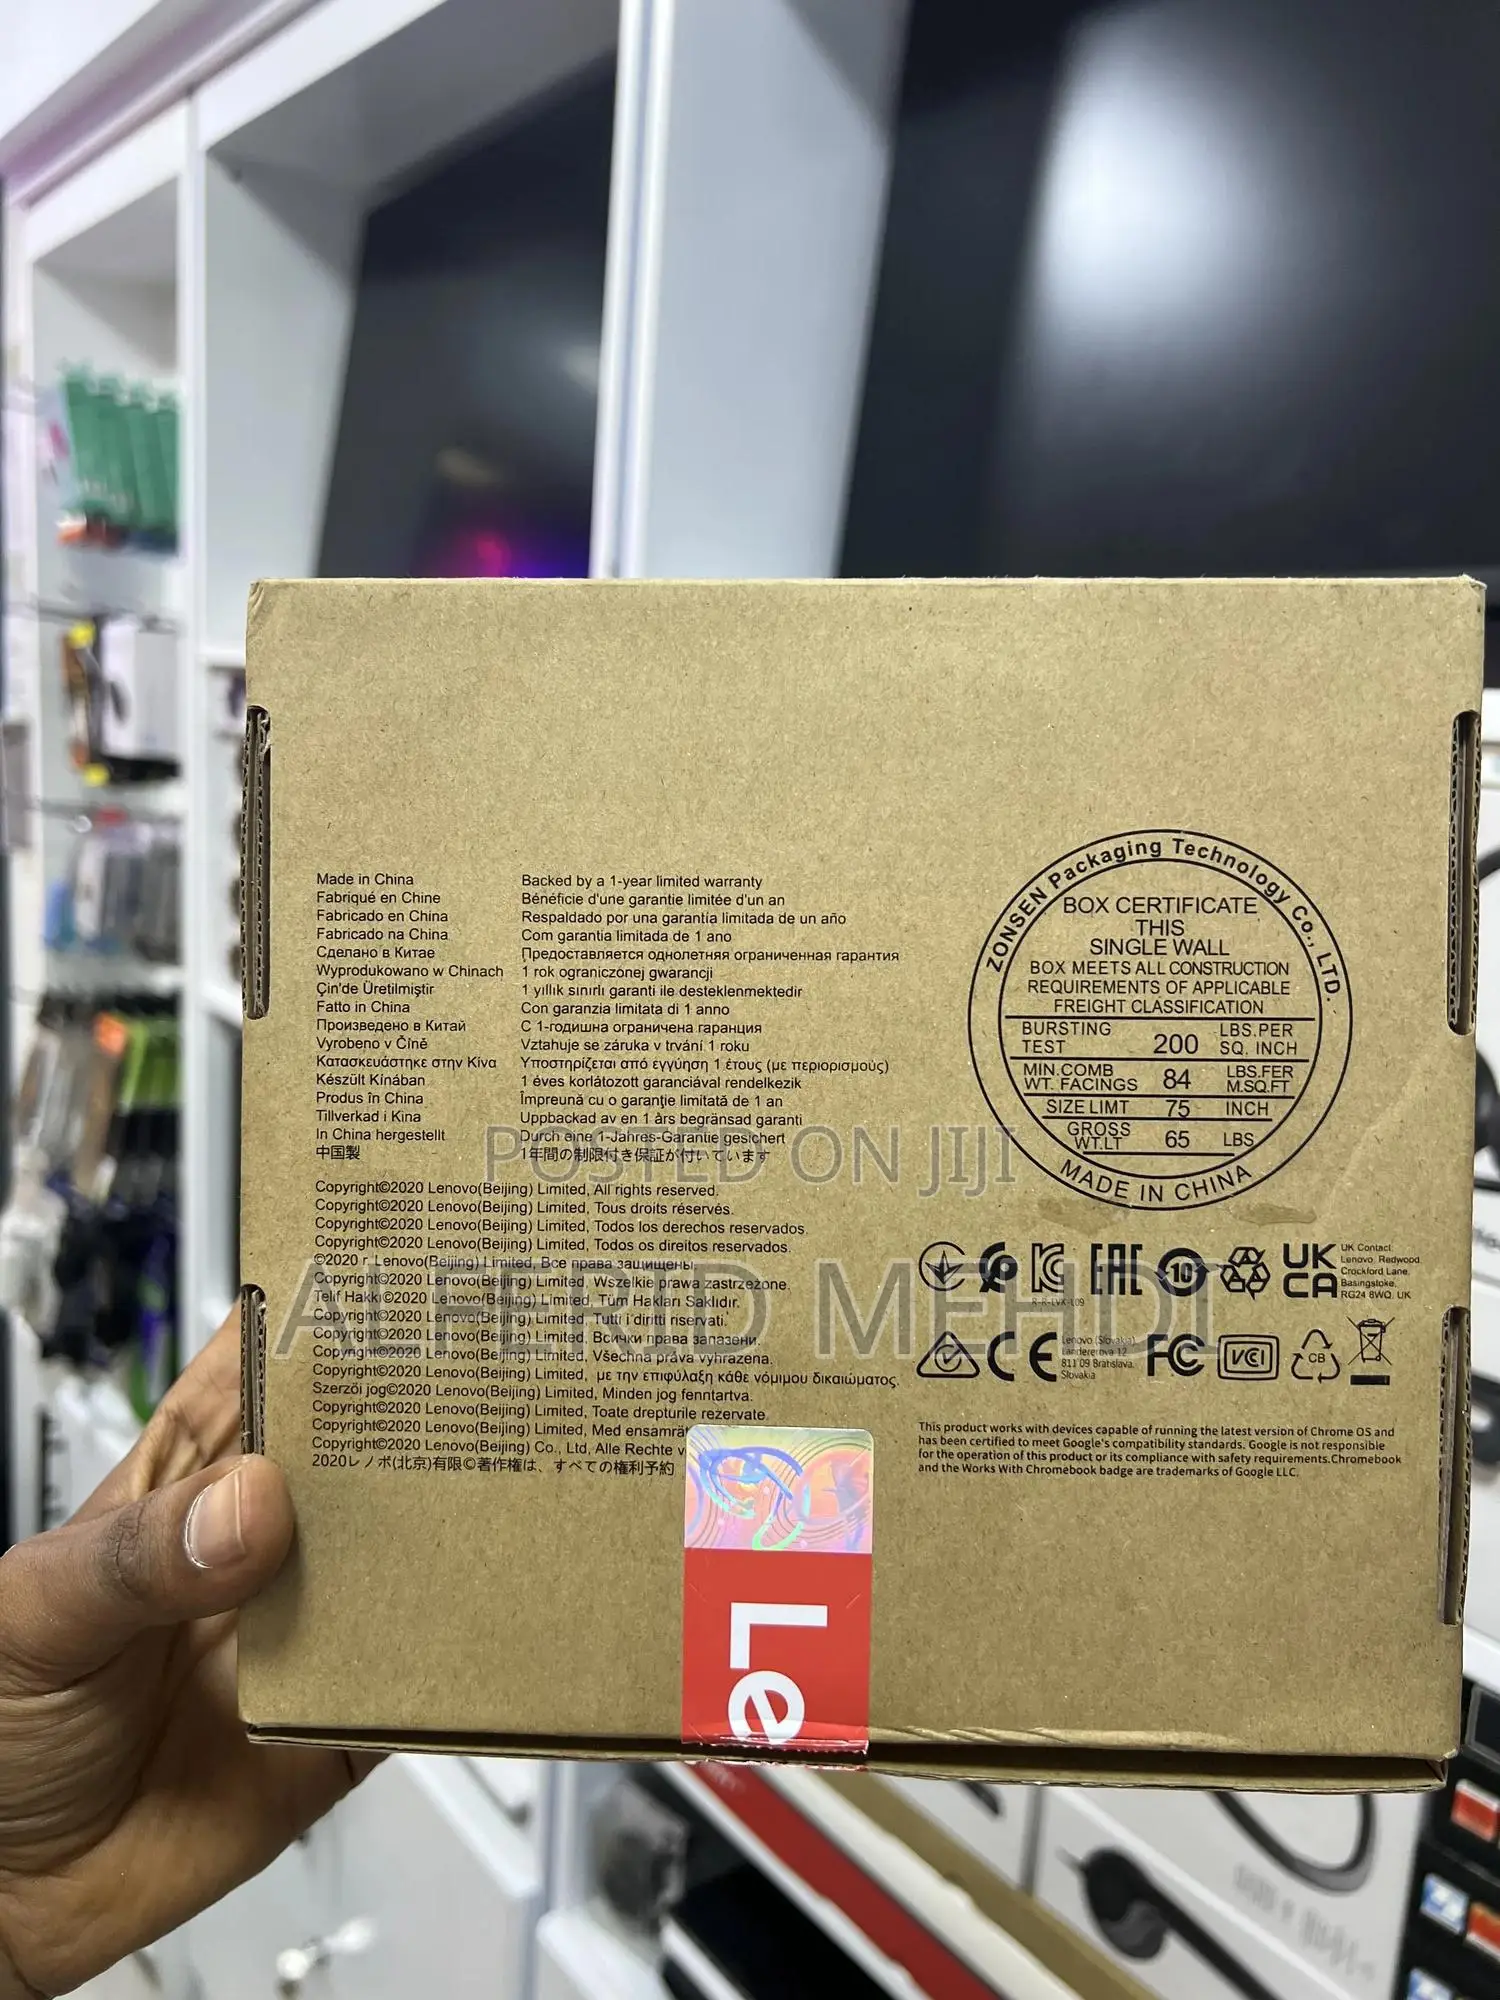 Made in China
Fabriqué en Chine
Fabricado en China
Fabricado na China
Сделано в Китае
Wyprodukowano w Chinach
Çin'de Üretilmiştir
Fatto in China
Произведено в Китай
Vyrobeno v Číně
Κατασκευάστηκε στην Κίνα
Készült Kínában
Produs în China
Tillverkad i Kina
In China hergestellt
中国製
Backed by a 1-year limited warranty
Bénéficie d'une garantie limitée d'un an
Respaldado por una garantía limitada de un año
Com garantia limitada de 1 ano
Предоставляется однолетняя ограниченная гарантия
1 rok ograniczonej gwarancji
1 yıllık sınırlı garanti ile desteklenmektedir
Con garanzia limitata di 1 anno
С 1-годишна ограничена гаранция
Vztahuje se záruka v trvání 1 roku
Υποστηρίζεται από εγγύηση 1 έτους (με περιορισμούς)
1 éves korlátozott garanciával rendelkezik
Împreună cu o garanţie limitată de 1 an
Uppbackad av en 1 års begränsad garanti
Durch eine 1-Jahres-Garantie gesichert
1年間の制限付き保証が付いています
Copyright©2020 Lenovo(Beijing) Limited, All rights reserved.
Copyright©2020 Lenovo(Beijing) Limited, Tous droits réservés.
Copyright©2020 Lenovo(Beijing) Limited, Todos los derechos reservados.
Copyright©2020 Lenovo(Beijing) Limited, Todos os direitos reservados.
©2020 г. Lenovo(Beijing) Limited, Все права защищены.
Copyright©2020 Lenovo(Beijing) Limited, Wszelkie prawa zastrzeżone.
Telif Hakkı©2020 Lenovo(Beijing) Limited, Tüm Hakları Saklıdır.
Copyright©2020 Lenovo(Beijing) Limited, Tutti i diritti riservati.
Copyright©2020 Lenovo(Beijing) Limited, Всички права запазени.
Copyright©2020 Lenovo(Beijing) Limited, Všechna práva vyhrazena.
Copyright©2020 Lenovo(Beijing) Limited, με την επιφύλαξη κάθε νόμιμου δικαιώματος.
Szerzői jog©2020 Lenovo(Beijing) Limited, Minden jog fenntartva.
Copyright©2020 Lenovo(Beijing) Limited, Toate drepturile rezervate.
Copyright©2020 Lenovo(Beijing) Limited, Med ensamrä
Copyright©2020 Lenovo(Beijing) Co., Ltd, Alle Rechte v
2020レノボ(北京)有限©著作権は、すべての権利予約
ZONSEN Packaging Technology Co., LTD.
BOX CERTIFICATE
THIS
SINGLE WALL
BOX MEETS ALL CONSTRUCTION
REQUIREMENTS OF APPLICABLE
FREIGHT CLASSIFICATION
BURSTING TEST 200 LBS.PER SQ. INCH
MIN.COMB WT. FACINGS 84 LBS.FER M.SQ.FT
SIZE LIMT 75 INCH
GROSS WT.LT 65 LBS
MADE IN CHINA
EAC 10 UK CA
UK Contact:
Lenovo, Redwood,
Crockford Lane,
Basingstoke,
RG24 8WQ, UK
R-R-LVK-L09
CE
Lenovo (Slovakia)
Landererova 12,
811 09 Bratislava,
Slovakia
FC VCCI CB
This product works with devices capable of running the latest version of Chrome OS and
has been certified to meet Google's compatibility standards. Google is not responsible
for the operation of this product or its compliance with safety requirements.Chromebook
and the Works With Chromebook badge are trademarks of Google LLC.
Le
POSTED ON JIJI